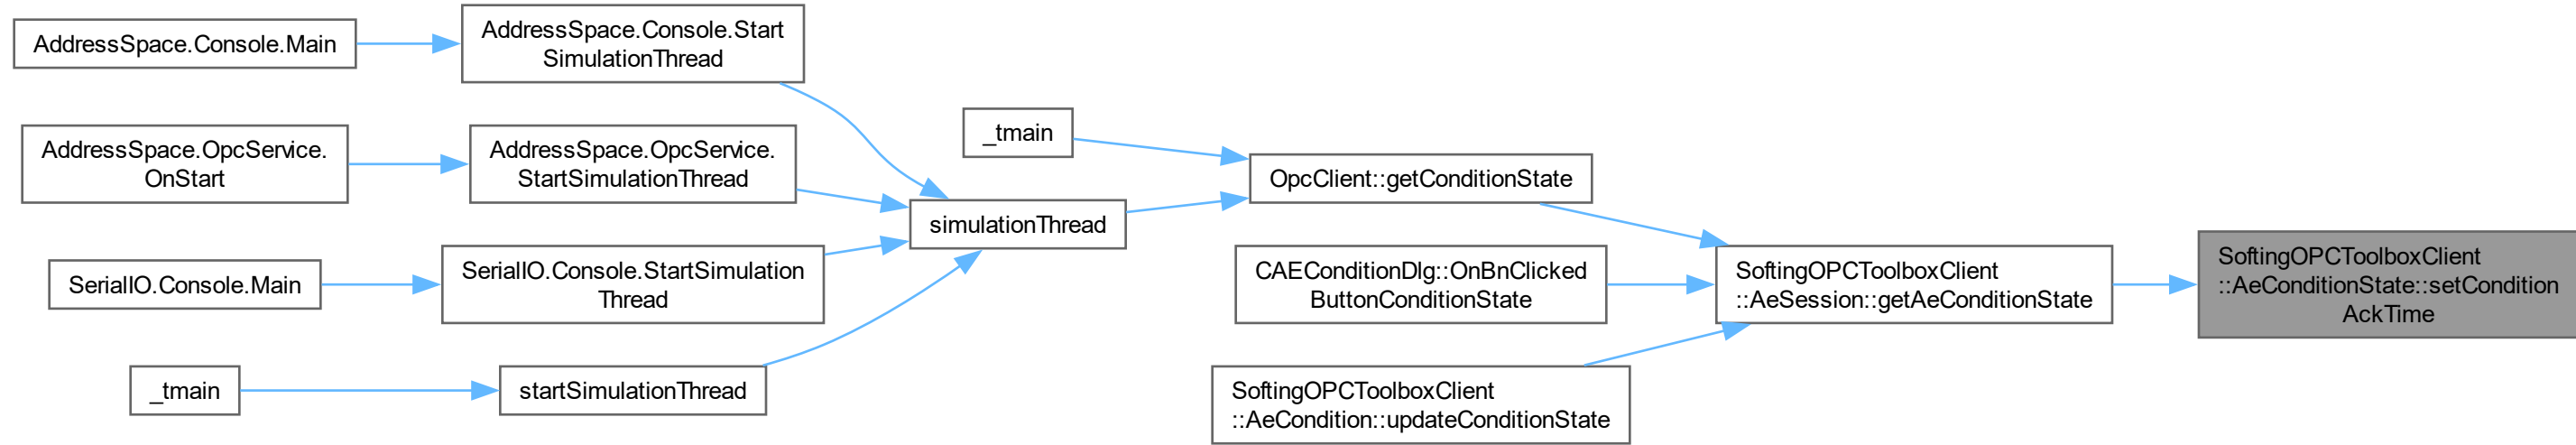 AddressSpace.Console.Main
AddressSpace.Console.Start
SimulationThread
AddressSpace.OpcService.
OnStart
AddressSpace.OpcService.
StartSimulationThread
SerialIO.Console.Main
SerialIO.Console.StartSimulation
Thread
_tmain
startSimulationThread
simulationThread
_tmain
OpcClient::getConditionState
CAEConditionDlg::OnBnClicked
ButtonConditionState
SoftingOPCToolboxClient
::AeCondition::updateConditionState
SoftingOPCToolboxClient
::AeSession::getAeConditionState
SoftingOPCToolboxClient
::AeConditionState::setCondition
AckTime